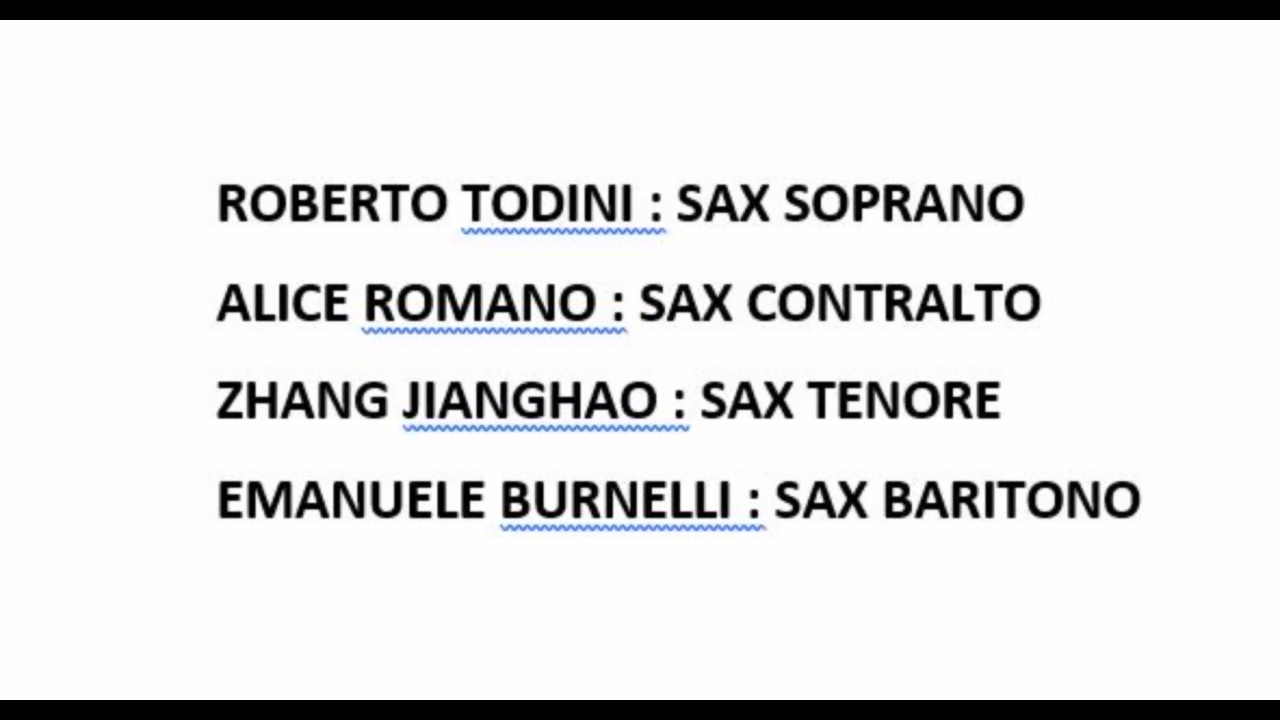 ROBERTO TODINI : SAX SOPRANO
ALICE ROMANO : SAX CONTRALTO
ZHANG JIANGHAO : SAX TENORE
EMANUELE BURNELLI : SAX BARITONO